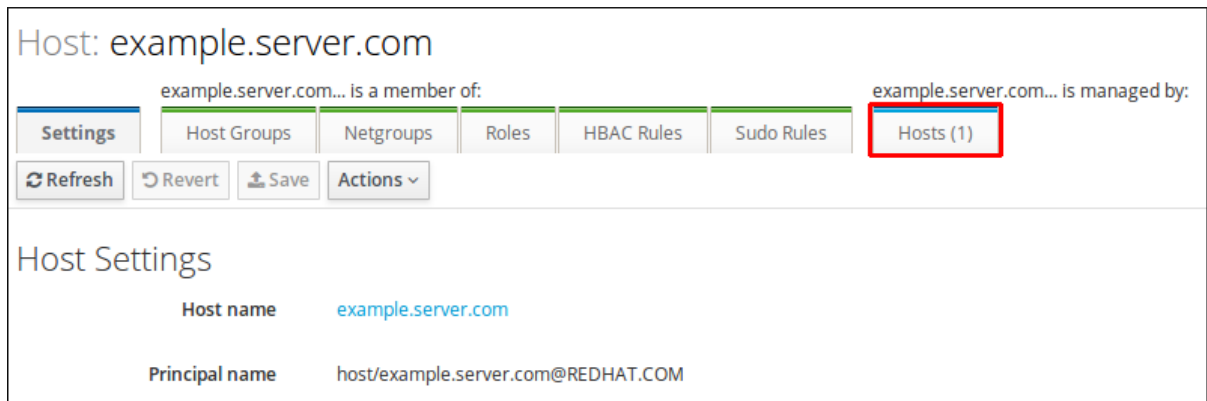 Host: example.server.com
example.server.com... is a member of: example.server.com... is managed by:
Settings Host Groups Netgroups Roles HBAC Rules Sudo Rules Hosts (1)
Refresh Revert Save Actions
Host Settings
Host name example.server.com
Principal name host/example.server.com@REDHAT.COM